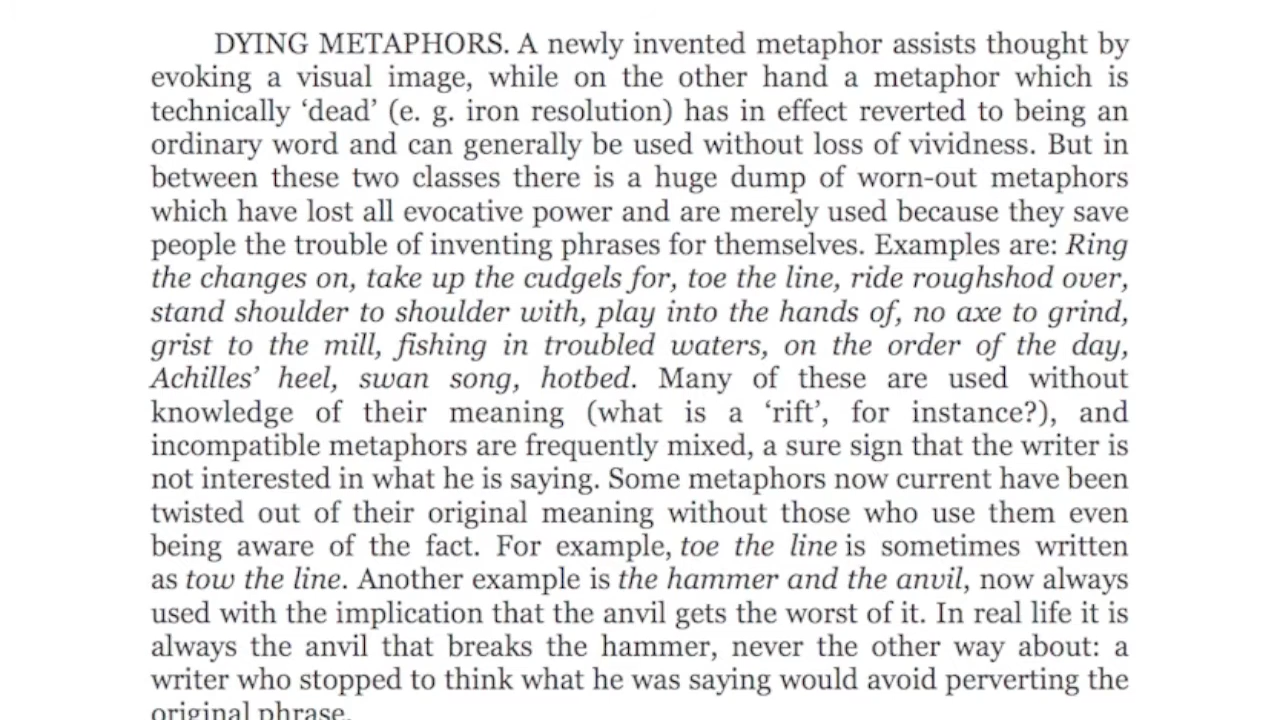 DYING METAPHORS. A newly invented metaphor assists thought by
evoking a visual image, while on the other hand a metaphor which is
technically ‘dead’ (e. g. iron resolution) has in effect reverted to being an
ordinary word and can generally be used without loss of vividness. But in
between these two classes there is a huge dump of worn-out metaphors
which have lost all evocative power and are merely used because they save
people the trouble of inventing phrases for themselves. Examples are: Ring
the changes on, take up the cudgels for, toe the line, ride roughshod over,
stand shoulder to shoulder with, play into the hands of, no axe to grind,
grist to the mill, fishing in troubled waters, on the order of the day,
Achilles’ heel, swan song, hotbed. Many of these are used without
knowledge of their meaning (what is a ‘rift’, for instance?), and
incompatible metaphors are frequently mixed, a sure sign that the writer is
not interested in what he is saying. Some metaphors now current have been
twisted out of their original meaning without those who use them even
being aware of the fact. For example, toe the line is sometimes written
as tow the line. Another example is the hammer and the anvil, now always
used with the implication that the anvil gets the worst of it. In real life it is
always the anvil that breaks the hammer, never the other way about: a
writer who stopped to think what he was saying would avoid perverting the
original phrase.